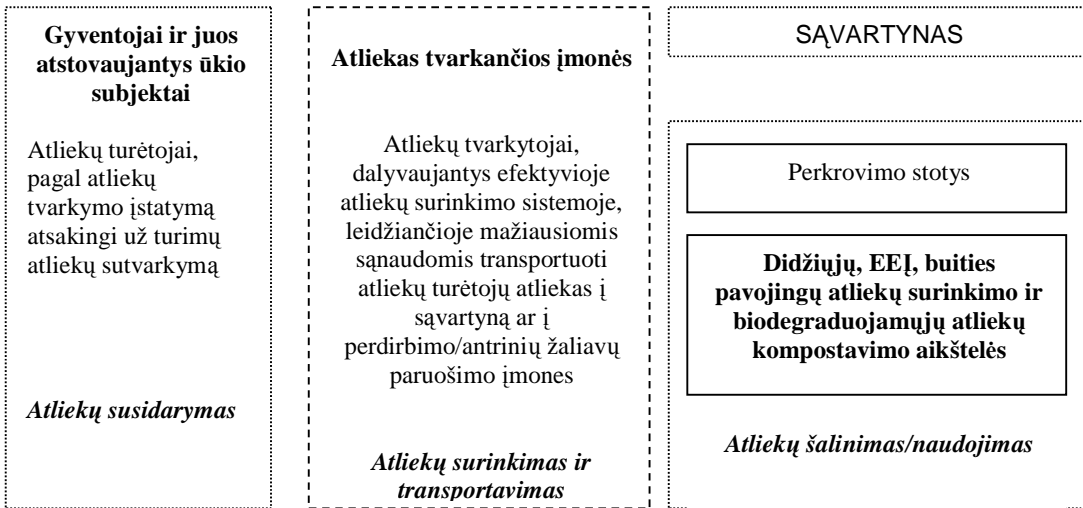 Gyventojai ir juos
atstovaujantys ūkio
subjektai
Atliekų turėtojai,
pagal atliekų
tvarkymo įstatymą
atsakingi už turimų
atliekų sutvarkymą
Atliekų susidarymas
Atliekas tvarkančios įmonės
Atliekų tvarkytojai,
dalyvaujantys efektyvioje
atliekų surinkimo sistemoje,
leidžiančioje mažiausiomis
sąnaudomis transportuoti
atliekų turėtojų atliekas į
sąvartyną ar į
perdirbimo/antrinių žaliavų
paruošimo įmones
Atliekų surinkimas ir
transportavimas
SĄVARTYNAS
Perkrovimo stotys
Didžiųjų, EEĮ, buities
pavojingų atliekų surinkimo ir
biodegraduojamųjų atliekų
kompostavimo aikštelės
Atliekų šalinimas/naudojimas